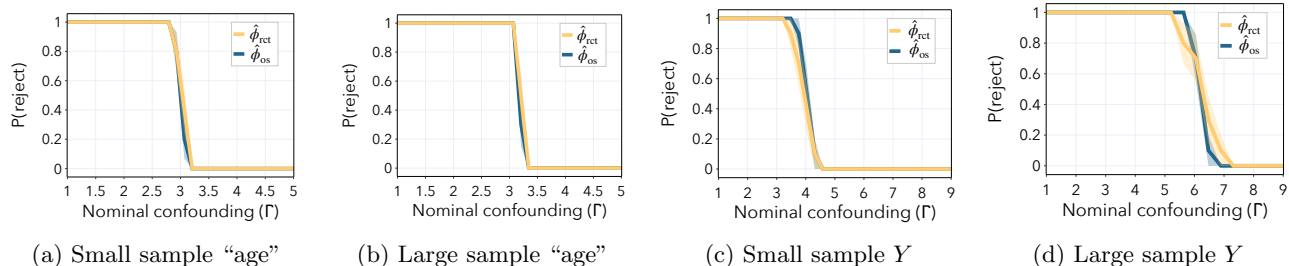 P(reject)
1
0.8
0.6
0.4
0.2
0
ϕ̂rct
ϕ̂os
1 1.5 2 2.5 3 3.5 4 4.5 5
Nominal confounding (Γ)
(a) Small sample “age”
P(reject)
1
0.8
0.6
0.4
0.2
0
ϕ̂rct
ϕ̂os
1 1.5 2 2.5 3 3.5 4 4.5 5
Nominal confounding (Γ)
(b) Large sample “age”
P(reject)
1
0.8
0.6
0.4
0.2
0
ϕ̂rct
ϕ̂os
1 2 3 4 5 6 7 8 9
Nominal confounding (Γ)
(c) Small sample Y
P(reject)
1
0.8
0.6
0.4
0.2
0
ϕ̂rct
ϕ̂os
1 2 3 4 5 6 7 8 9
Nominal confounding (Γ)
(d) Large sample Y